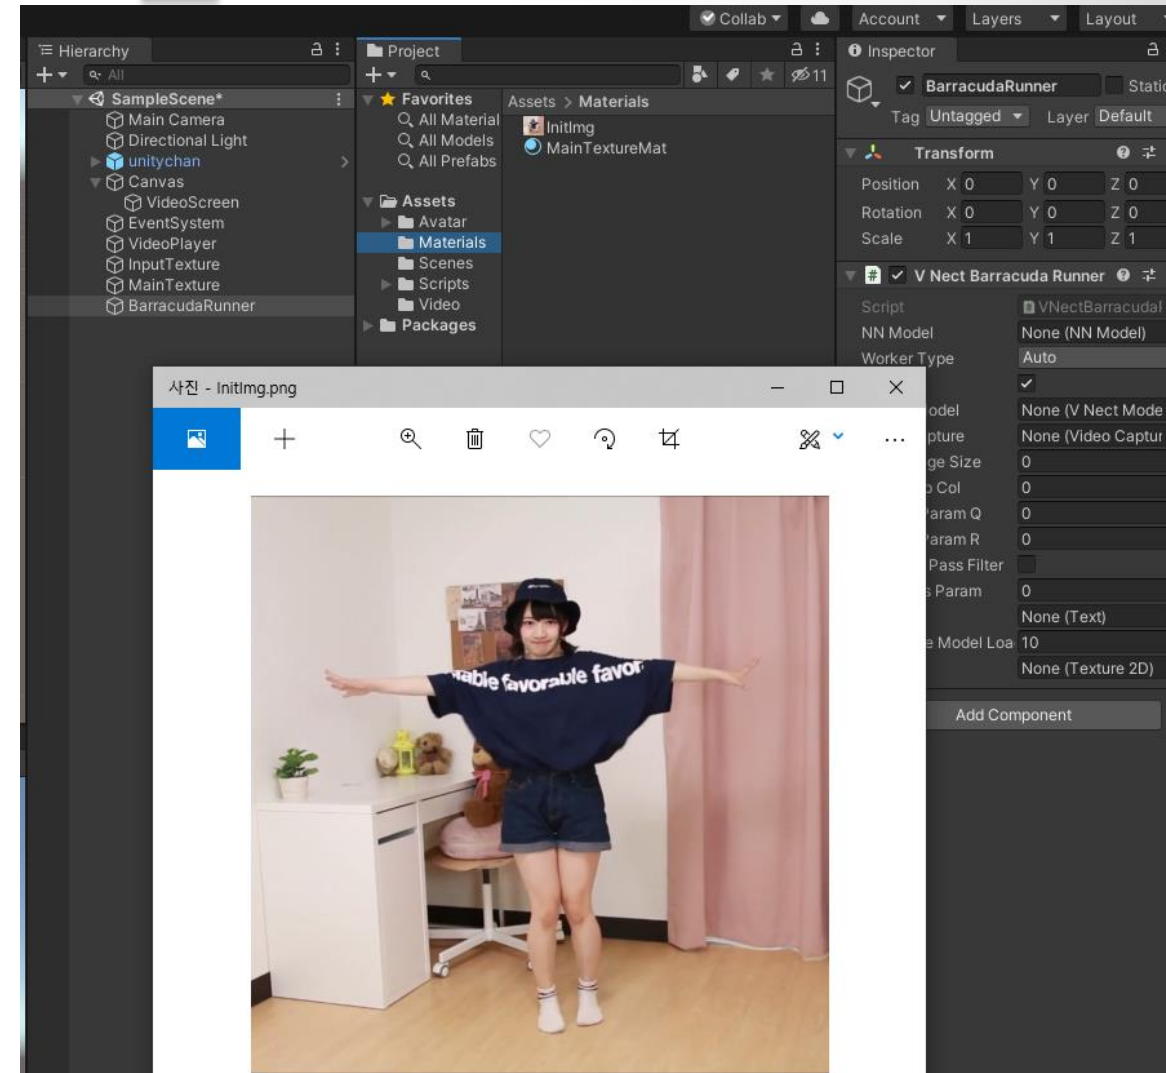 Collab
Account
Layers
Layout
Hierarchy
All
SampleScene*
Main Camera
Directional Light
unitychan
Canvas
VideoScreen
EventSystem
VideoPlayer
InputTexture
MainTexture
BarracudaRunner
Project
11
Favorites
All Material
All Models
All Prefabs
Assets
Avatar
Materials
Scenes
Scripts
Video
Packages
Assets > Materials
InitImg
MainTextureMat
Inspector
BarracudaRunner Static
Tag Untagged Layer Default
Transform
Position X 0 Y 0 Z 0
Rotation X 0 Y 0 Z 0
Scale X 1 Y 1 Z 1
# V Nect Barracuda Runner
Script VNectBarracudaR
NN Model None (NN Model)
Worker Type Auto
odel None (V Nect Mode
pture None (Video Captur
ge Size 0
o Col 0
Param Q 0
Param R 0
Pass Filter
s Param 0
None (Text)
e Model Loa 10
None (Texture 2D)
Add Component
사진 - InitImg.png
favorable favor